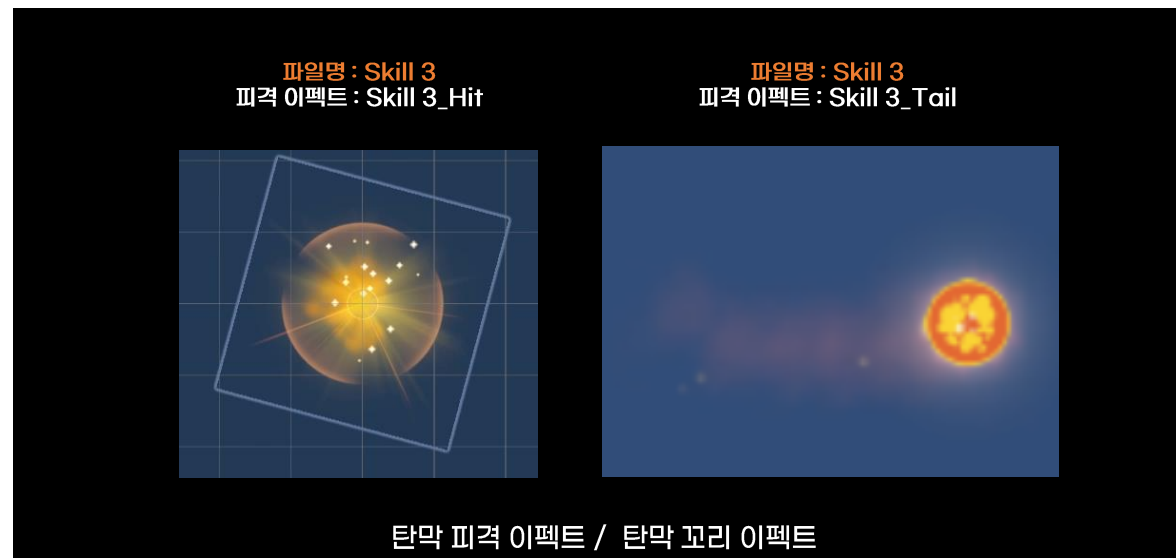 파일명 : Skill 3
피격 이펙트 : Skill 3_Hit
파일명 : Skill 3
피격 이펙트 : Skill 3_Tail
탄막 피격 이펙트 / 탄막 꼬리 이펙트